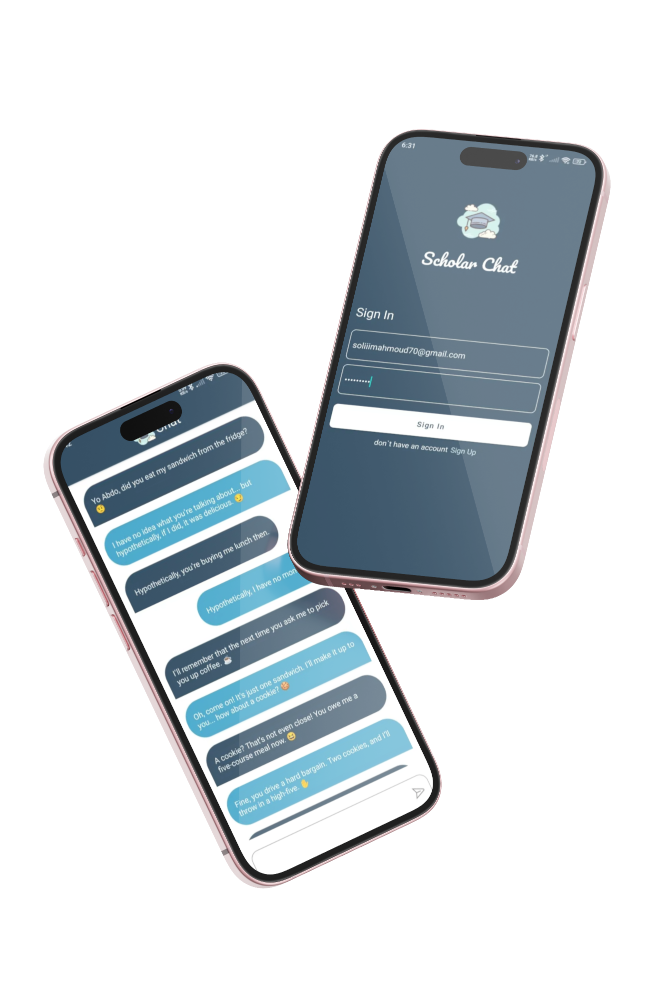 6:31
Scholar Chat
Sign In
soliiimahmoud70@gmail.com
Sign In
don`t have an account Sign Up
Chat
Yo Abdo, did you eat my sandwich from the fridge?
🤨
I have no idea what you're talking about... but
hypothetically, if I did, it was delicious. 😏
Hypothetically, you're buying me lunch then.
Hypothetically, I have no
I'll remember that the next time you ask me to pick
you up coffee. ☕
Oh, come on! It's just one sandwich. I'll make it up to
you... how about a cookie? 🍪
A cookie? That's not even close! You owe me a
five-course meal now. 😆
Fine, you drive a hard bargain. Two cookies, and I'll
throw in a high-five. ✋